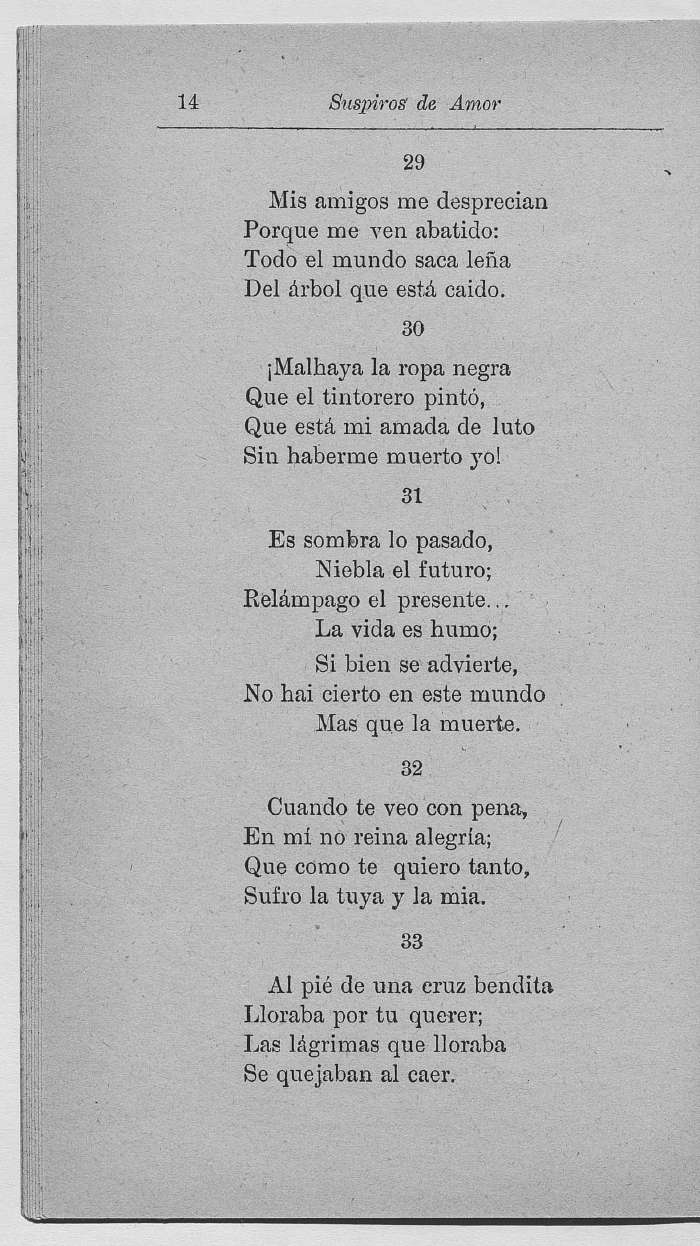 14 Suspiros de Amor
29
Mis amigos me desprecian
Porque me ven abatido:
Todo el mundo saca leña
Del árbol que está caido.
30
¡Malhaya la ropa negra
Que el tintorero pintó,
Que está mi amada de luto
Sin haberme muerto yo!
31
Es sombra lo pasado,
Niebla el futuro;
Relámpago el presente...
La vida es humo;
Si bien se advierte,
No hai cierto en este mundo
Mas que la muerte.
32
Cuando te veo con pena,
En mí no reina alegría;
Que como te quiero tanto,
Sufro la tuya y la mia.
33
Al pié de una cruz bendita
Lloraba por tu querer;
Las lágrimas que lloraba
Se quejaban al caer.